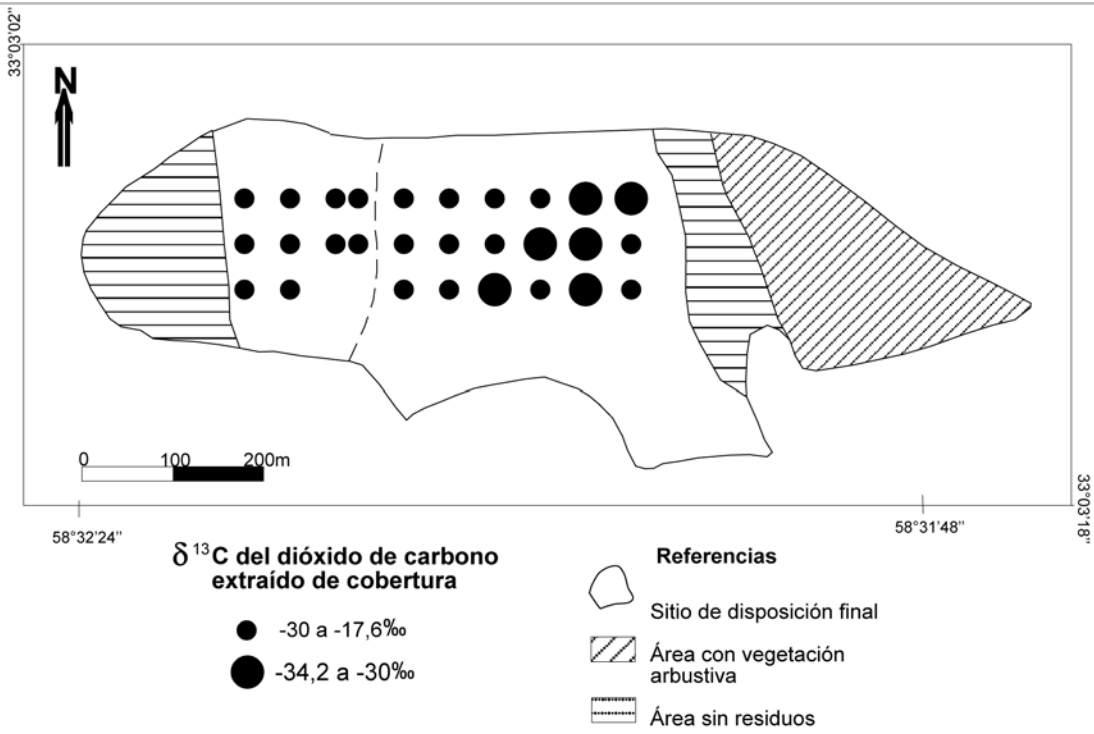 33°03'02''
N
0 100 200m
33°03'18''
58°32'24''
58°31'48''
δ ¹³C del dióxido de carbono
extraído de cobertura
-30 a -17,6‰
-34,2 a -30‰
Referencias
Sitio de disposición final
Área con vegetación
arbustiva
Área sin residuos